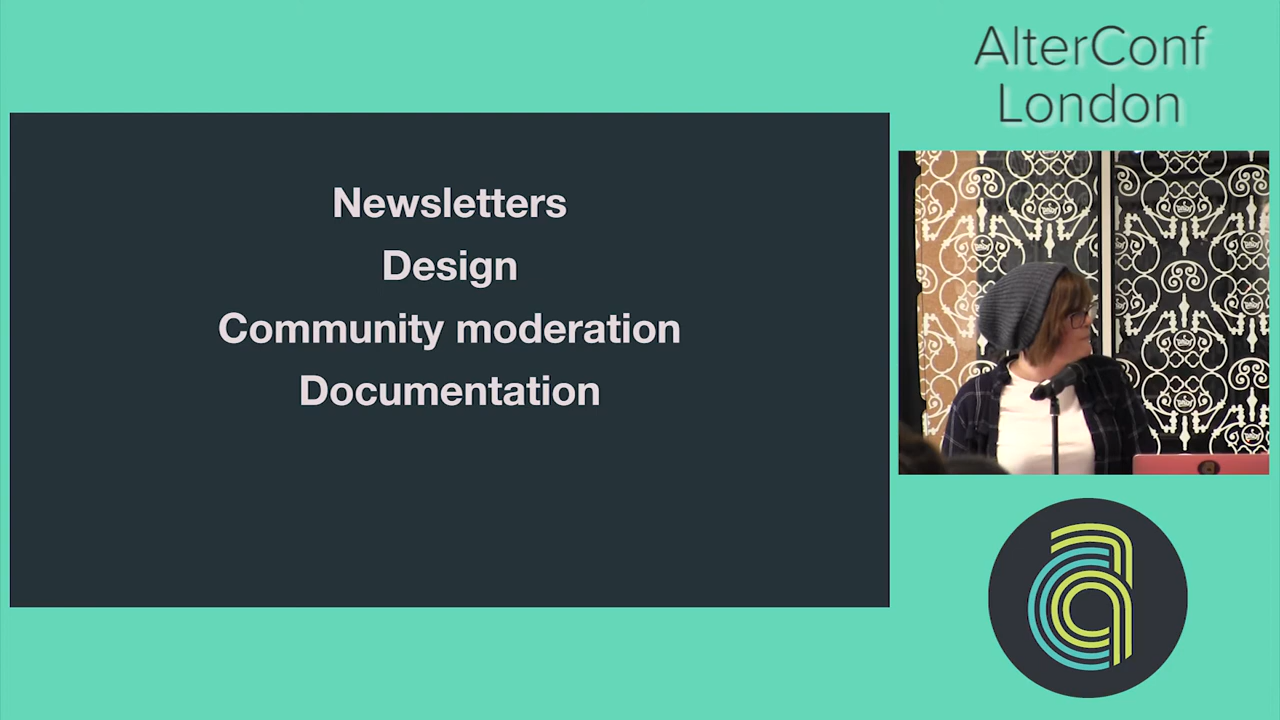 AlterConf
London
Newsletters
Design
Community moderation
Documentation